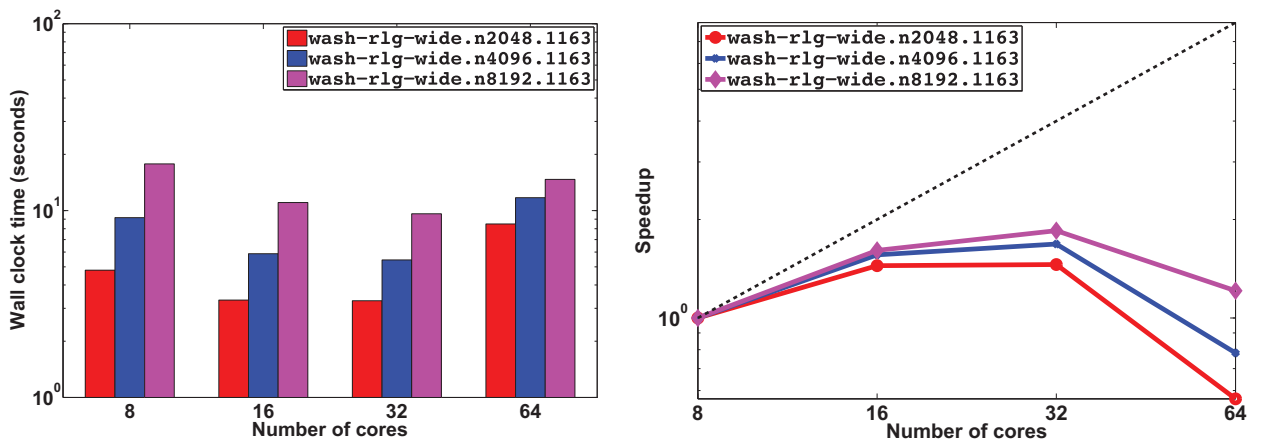 10^2
wash-rlg-wide.n2048.1163
wash-rlg-wide.n4096.1163
wash-rlg-wide.n8192.1163
10^1
10^0
Wall clock time (seconds)
8 16 32 64
Number of cores
wash-rlg-wide.n2048.1163
wash-rlg-wide.n4096.1163
wash-rlg-wide.n8192.1163
10^0
Speedup
8 16 32 64
Number of cores